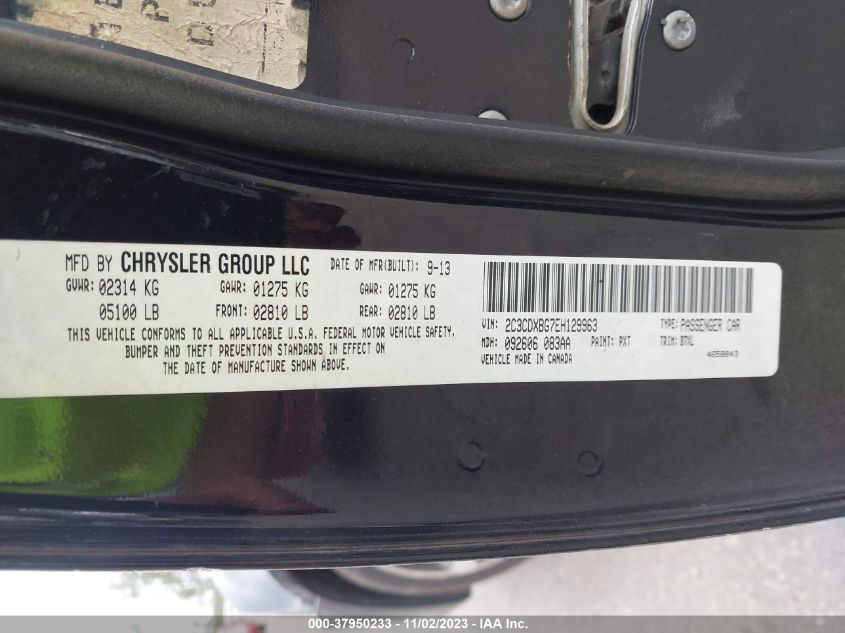 MFD BY CHRYSLER GROUP LLC DATE OF MFR(BUILT): 9-13
GVWR: 02314 KG GAWR: 01275 KG GAWR: 01275 KG
05100 LB FRONT: 02810 LB REAR: 02810 LB
THIS VEHICLE CONFORMS TO ALL APPLICABLE U.S.A. FEDERAL MOTOR VEHICLE SAFETY,
BUMPER AND THEFT PREVENTION STANDARDS IN EFFECT ON
THE DATE OF MANUFACTURE SHOWN ABOVE.
VIN: 2C3CDXBG7EH129963 TYPE: PASSENGER CAR
MDH: 092606 083AA PAINT: PXT TRIM: B7XL
VEHICLE MADE IN CANADA 4658843
000-37950233 - 11/02/2023 - IAA Inc.